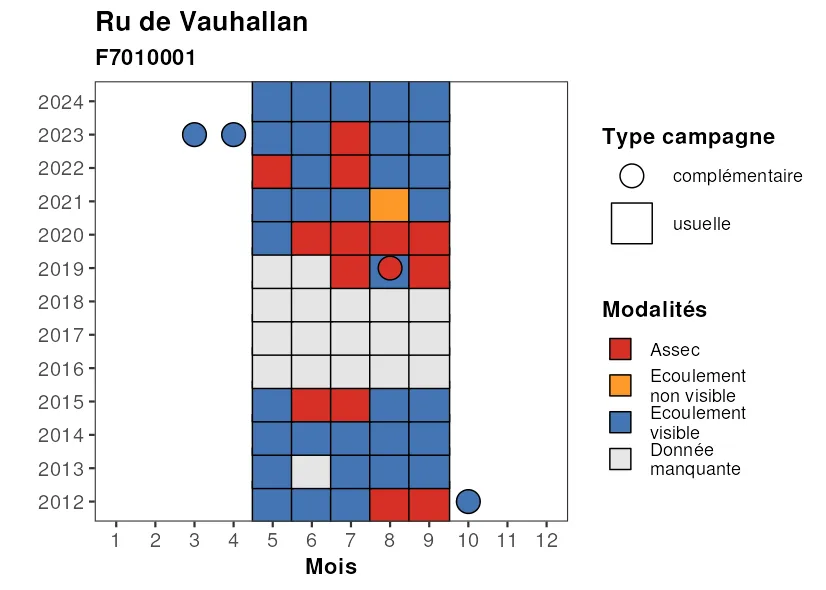 Ru de Vauhallan
F7010001
2024
2023
2022
2021
2020
2019
2018
2017
2016
2015
2014
2013
2012
1 2 3 4 5 6 7 8 9 10 11 12
Mois
Type campagne
complémentaire
usuelle
Modalités
Assec
Ecoulement
non visible
Ecoulement
visible
Donnée
manquante